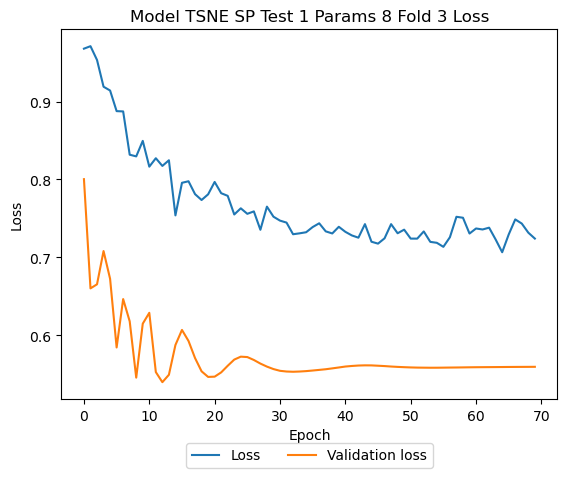 Model TSNE SP Test 1 Params 8 Fold 3 Loss
Loss
0.9
0.8
0.7
0.6
0 10 20 30 40 50 60 70
Epoch
Loss Validation loss